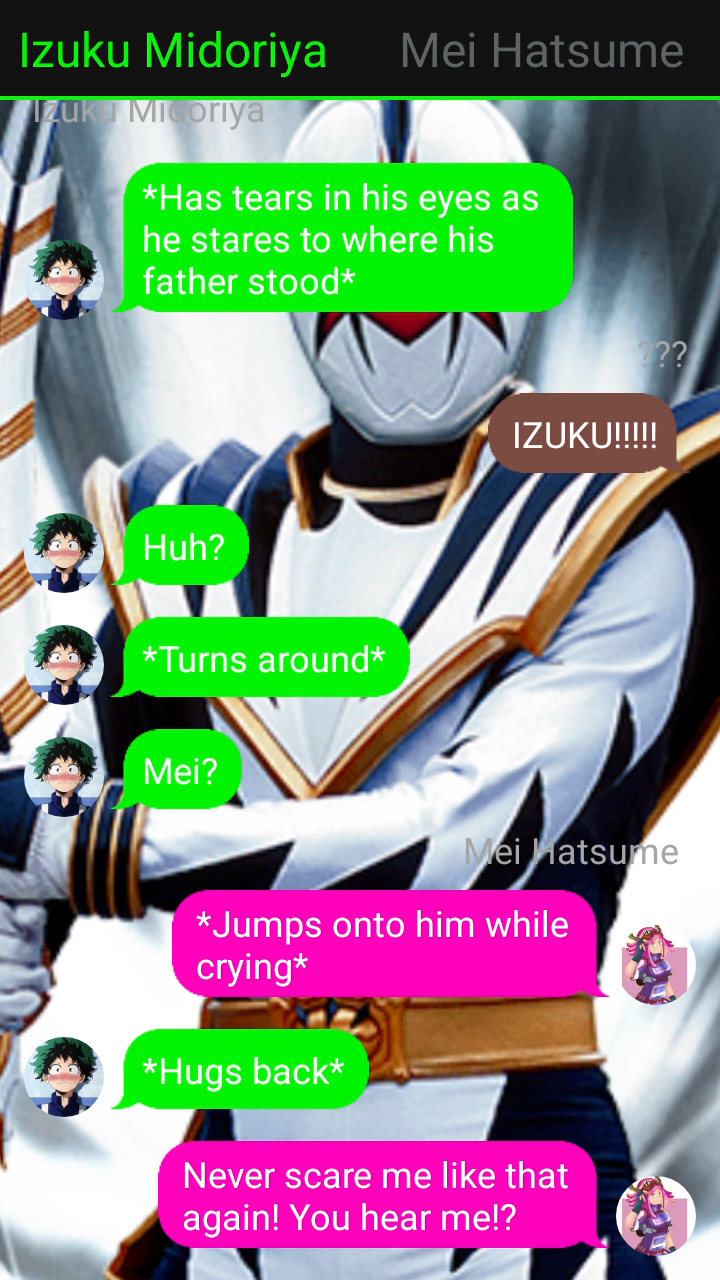 Izuku Midoriya Mei Hatsume
Izuku Midoriya
*Has tears in his eyes as
he stares to where his
father stood*
???
IZUKU!!!!!
Huh?
*Turns around*
Mei?
Mei Hatsume
*Jumps onto him while
crying*
*Hugs back*
Never scare me like that
again! You hear me!?